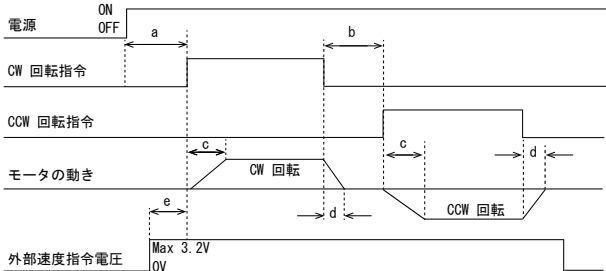 電源
ON
OFF
a
b
CW 回転指令
CCW 回転指令
c
c
d
モータの動き
CW 回転
d
CCW 回転
e
外部速度指令電圧
Max 3.2V
0V